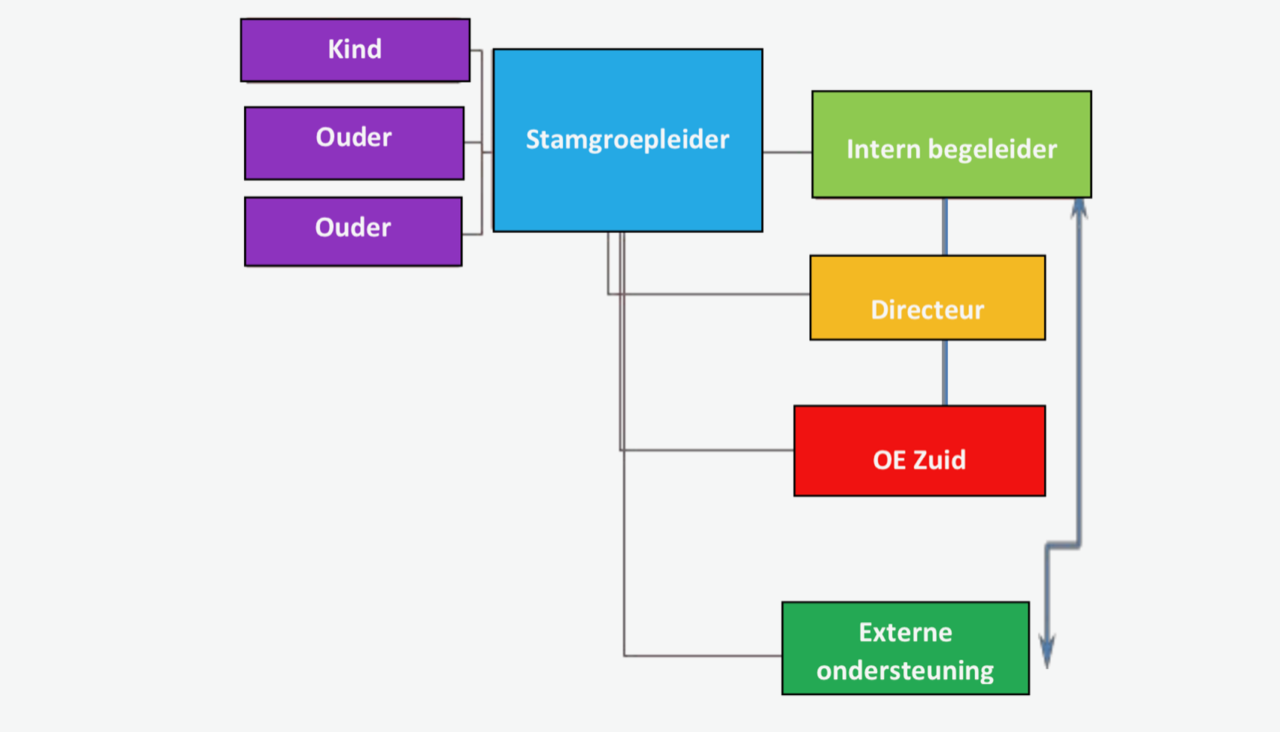 Kind
Ouder
Ouder
Stamgroepleider
Intern begeleider
Directeur
OE Zuid
Externe
ondersteuning